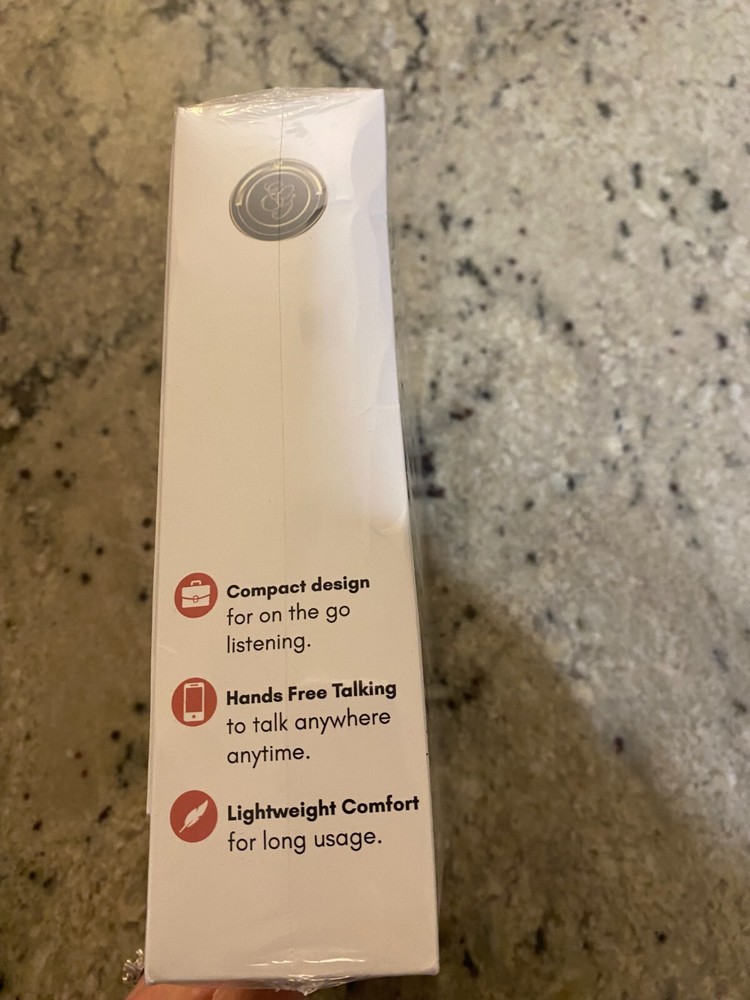 Compact design
for on the go
listening.
Hands Free Talking
to talk anywhere
anytime.
Lightweight Comfort
for long usage.